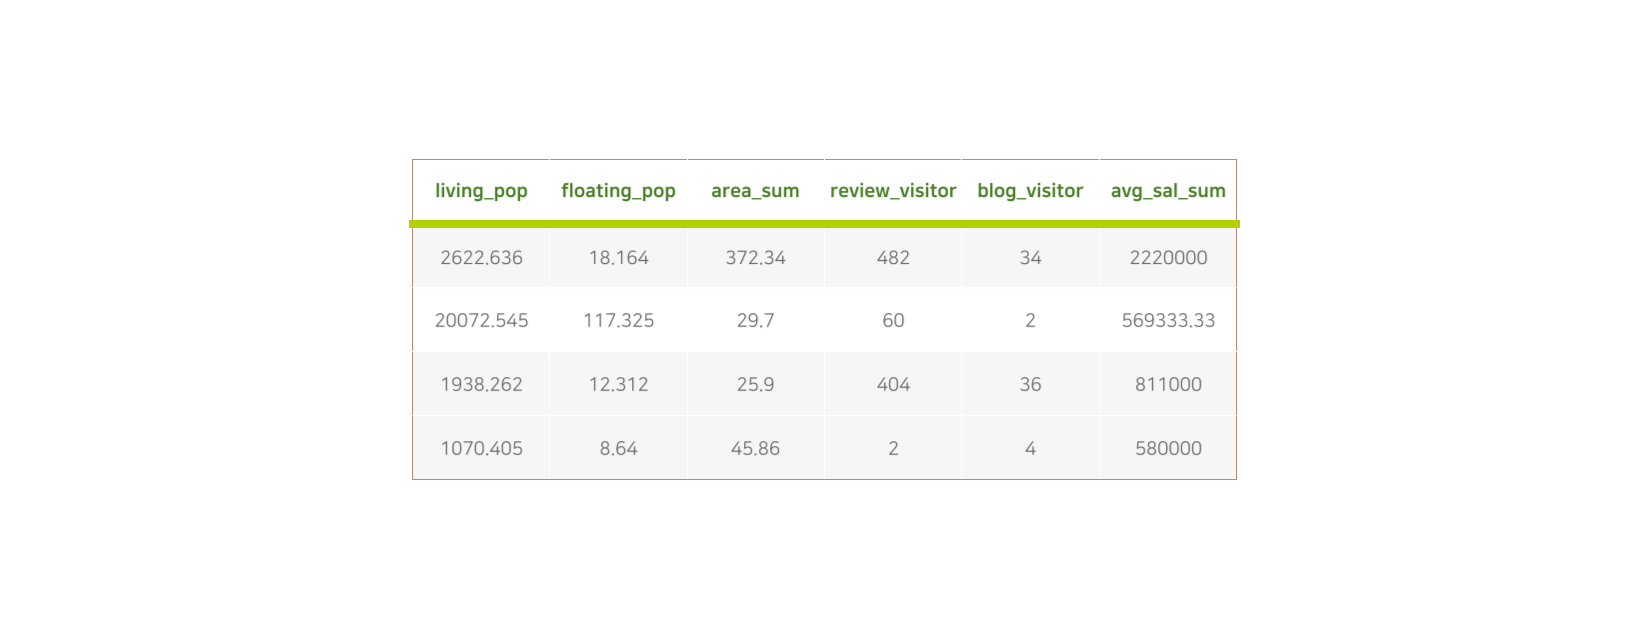 living_pop floating_pop area_sum review_visitor blog_visitor avg_sal_sum
2622.636 18.164 372.34 482 34 2220000
20072.545 117.325 29.7 60 2 569333.33
1938.262 12.312 25.9 404 36 811000
1070.405 8.64 45.86 2 4 580000